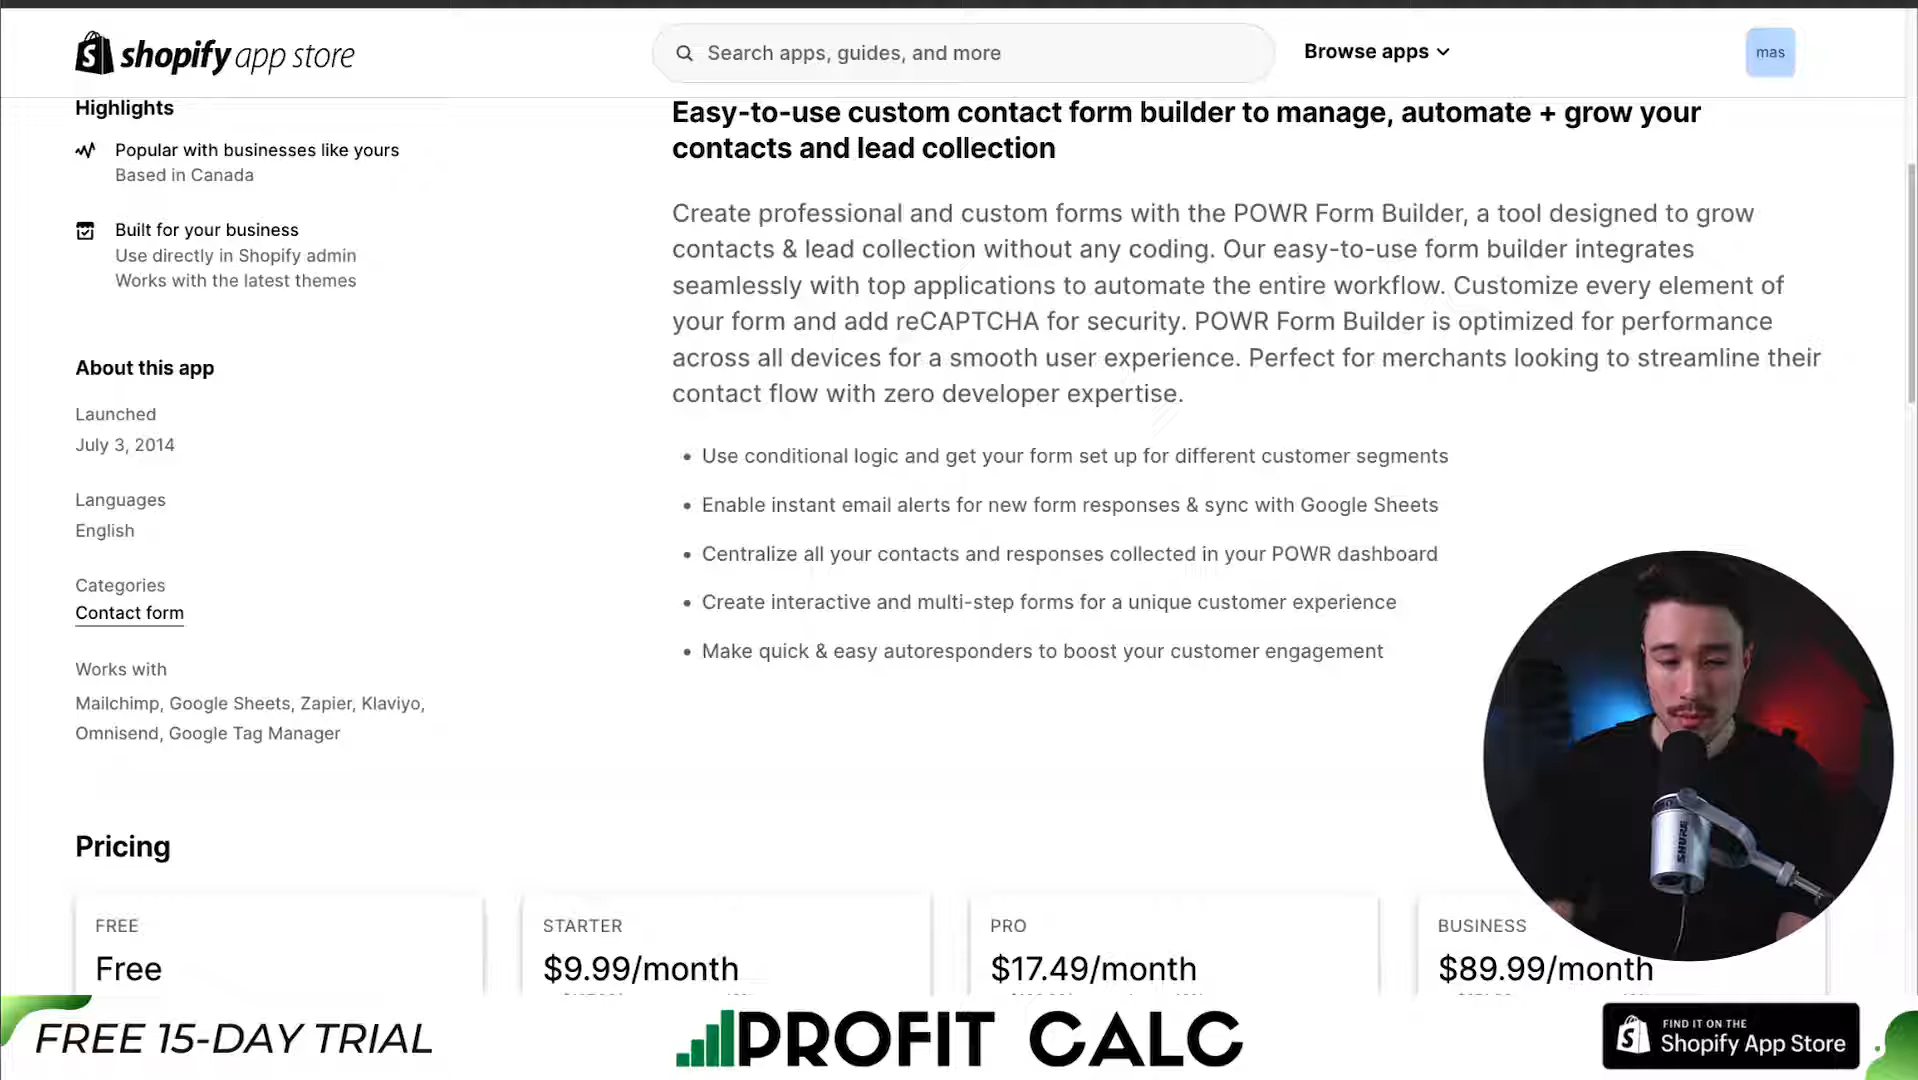 shopify app store
Search apps, guides, and more
Browse apps
mas
Highlights
Popular with businesses like yours
Based in Canada
Built for your business
Use directly in Shopify admin
Works with the latest themes
About this app
Launched
July 3, 2014
Languages
English
Categories
Contact form
Works with
Mailchimp, Google Sheets, Zapier, Klaviyo,
Omnisend, Google Tag Manager
Easy-to-use custom contact form builder to manage, automate + grow your
contacts and lead collection
Create professional and custom forms with the POWR Form Builder, a tool designed to grow
contacts & lead collection without any coding. Our easy-to-use form builder integrates
seamlessly with top applications to automate the entire workflow. Customize every element of
your form and add reCAPTCHA for security. POWR Form Builder is optimized for performance
across all devices for a smooth user experience. Perfect for merchants looking to streamline their
contact flow with zero developer expertise.
• Use conditional logic and get your form set up for different customer segments
• Enable instant email alerts for new form responses & sync with Google Sheets
• Centralize all your contacts and responses collected in your POWR dashboard
• Create interactive and multi-step forms for a unique customer experience
• Make quick & easy autoresponders to boost your customer engagement
SHURE
Pricing
FREE
Free
STARTER
$9.99/month
PRO
$17.49/month
BUSINESS
$89.99/month
FREE 15-DAY TRIAL
PROFIT CALC
FIND IT ON THE
Shopify App Store